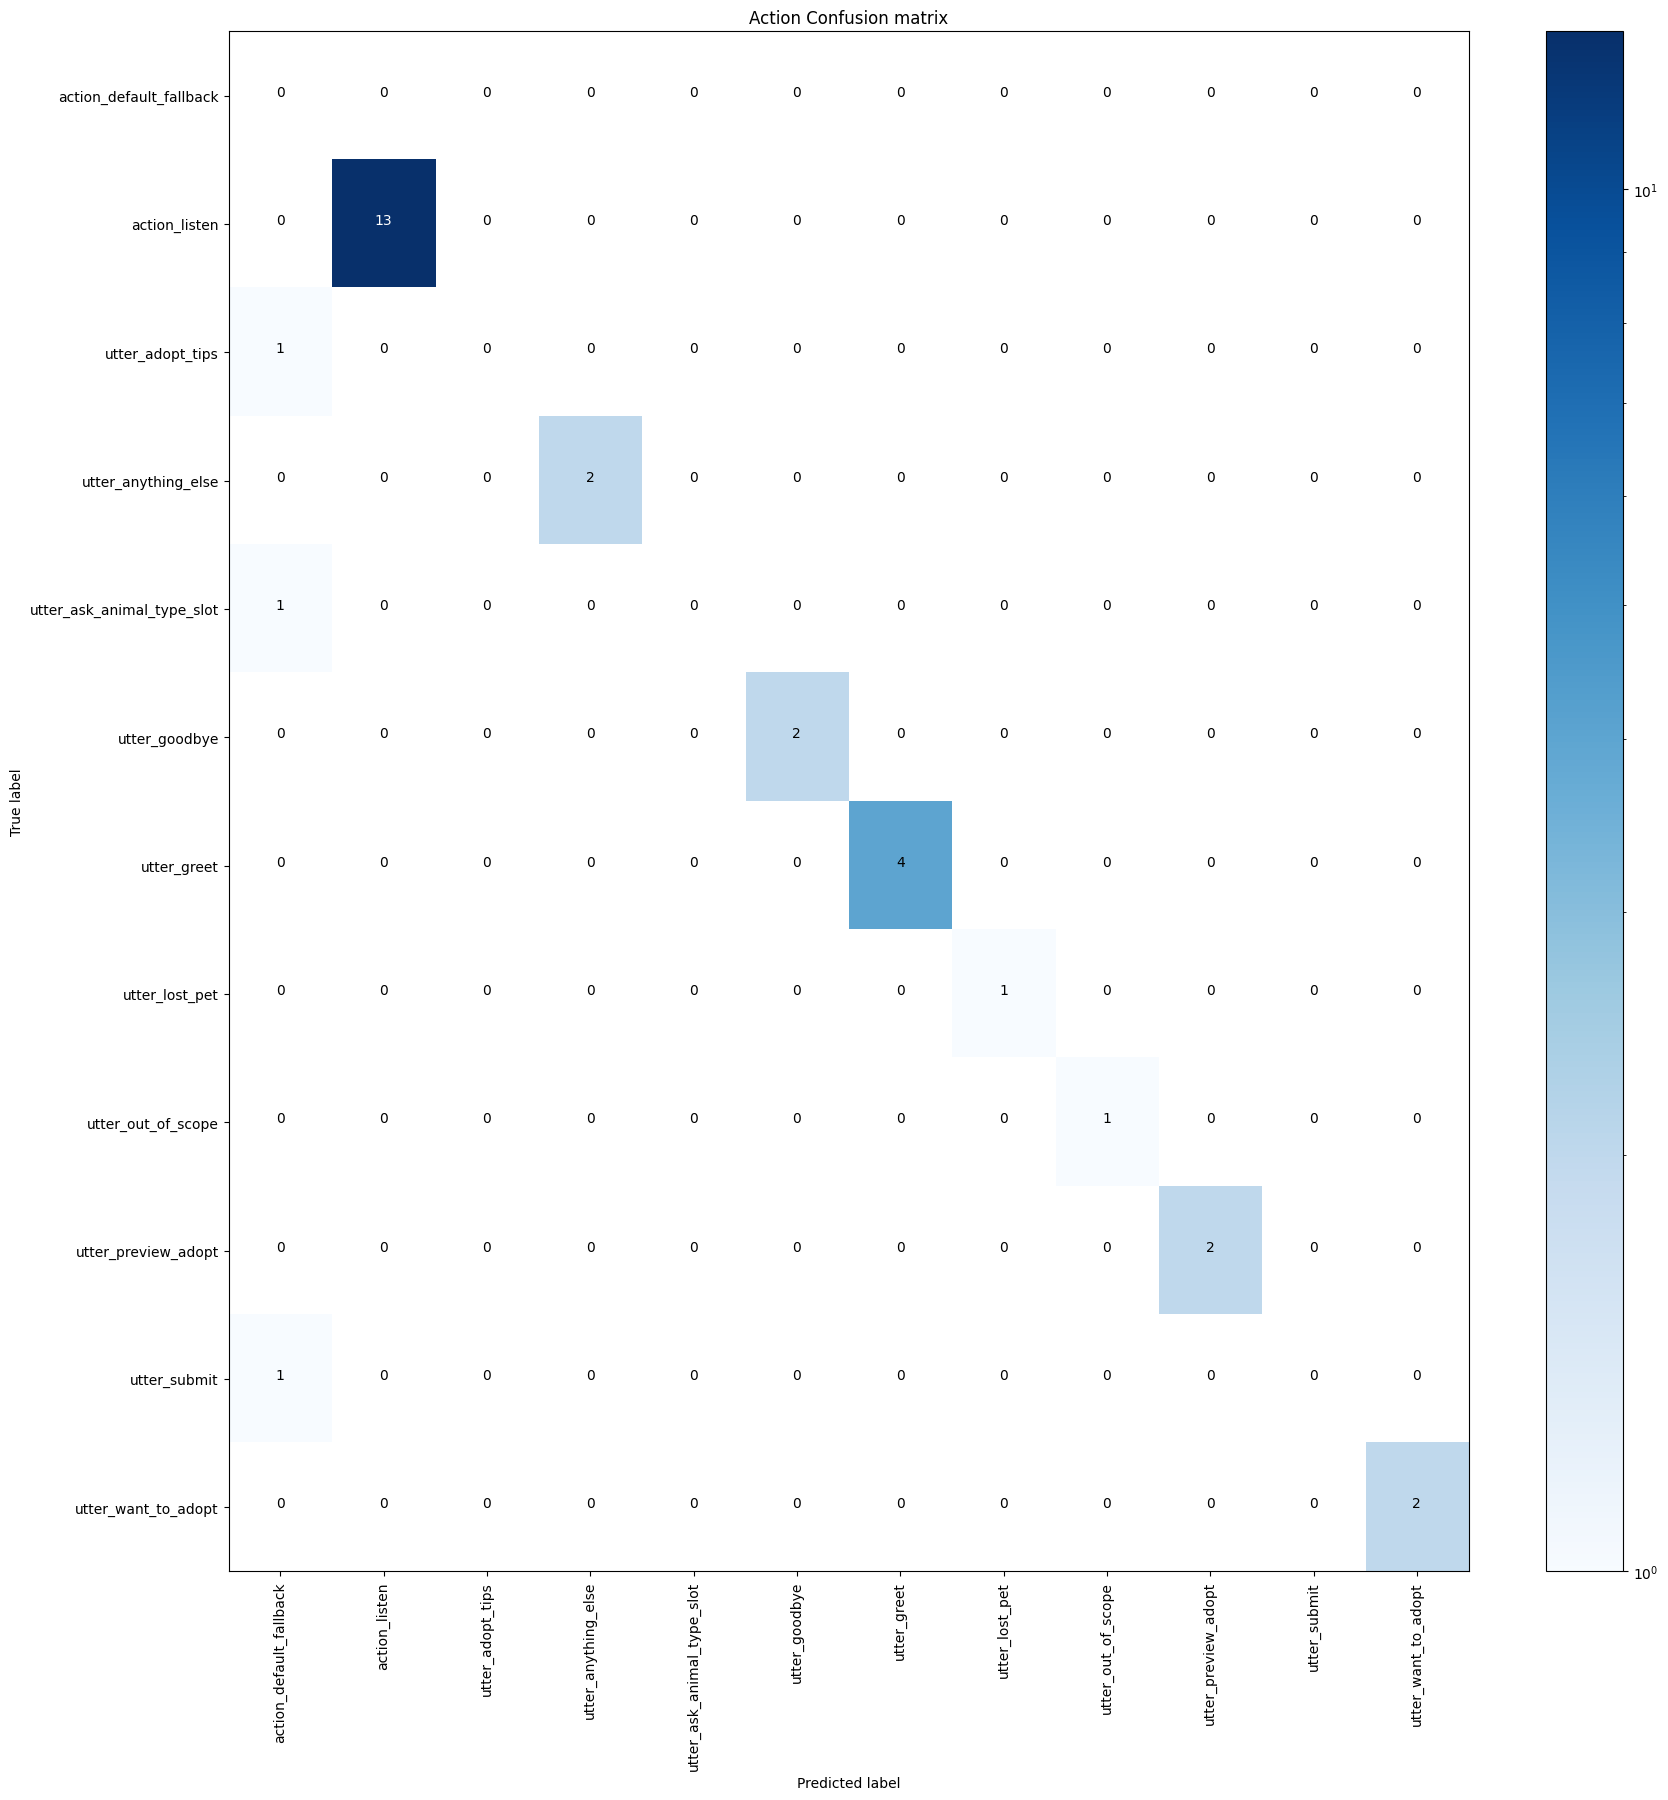 Action Confusion matrix
True label
action_default_fallback 0 0 0 0 0 0 0 0 0 0 0 0
action_listen 0 13 0 0 0 0 0 0 0 0 0 0
utter_adopt_tips 1 0 0 0 0 0 0 0 0 0 0 0
utter_anything_else 0 0 0 2 0 0 0 0 0 0 0 0
utter_ask_animal_type_slot 1 0 0 0 0 0 0 0 0 0 0 0
utter_goodbye 0 0 0 0 0 2 0 0 0 0 0 0
utter_greet 0 0 0 0 0 0 4 0 0 0 0 0
utter_lost_pet 0 0 0 0 0 0 0 1 0 0 0 0
utter_out_of_scope 0 0 0 0 0 0 0 0 1 0 0 0
utter_preview_adopt 0 0 0 0 0 0 0 0 0 2 0 0
utter_submit 1 0 0 0 0 0 0 0 0 0 0 0
utter_want_to_adopt 0 0 0 0 0 0 0 0 0 0 0 2
action_default_fallback
action_listen
utter_adopt_tips
utter_anything_else
utter_ask_animal_type_slot
utter_goodbye
utter_greet
utter_lost_pet
utter_out_of_scope
utter_preview_adopt
utter_submit
utter_want_to_adopt
Predicted label
10¹
10⁰